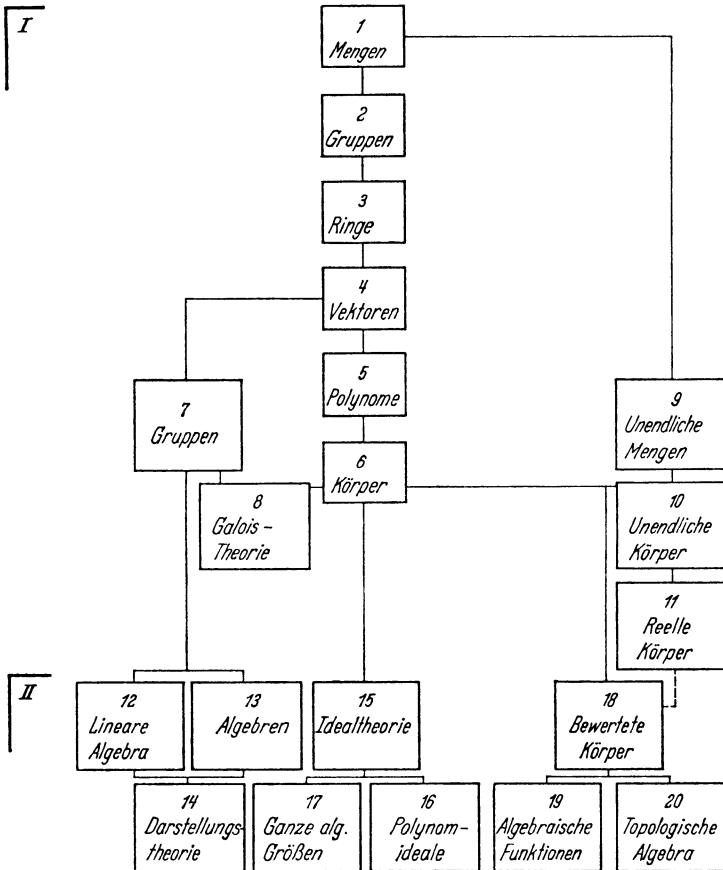 I
1
Mengen
2
Gruppen
3
Ringe
4
Vektoren
5
Polynome
6
Körper
7
Gruppen
8
Galois-
Theorie
9
Unendliche
Mengen
10
Unendliche
Körper
11
Reelle
Körper
II
12
Lineare
Algebra
13
Algebren
15
Idealtheorie
18
Bewertete
Körper
14
Darstellungs-
theorie
17
Ganze alg.
Größen
16
Polynom-
ideale
19
Algebraische
Funktionen
20
Topologische
Algebra